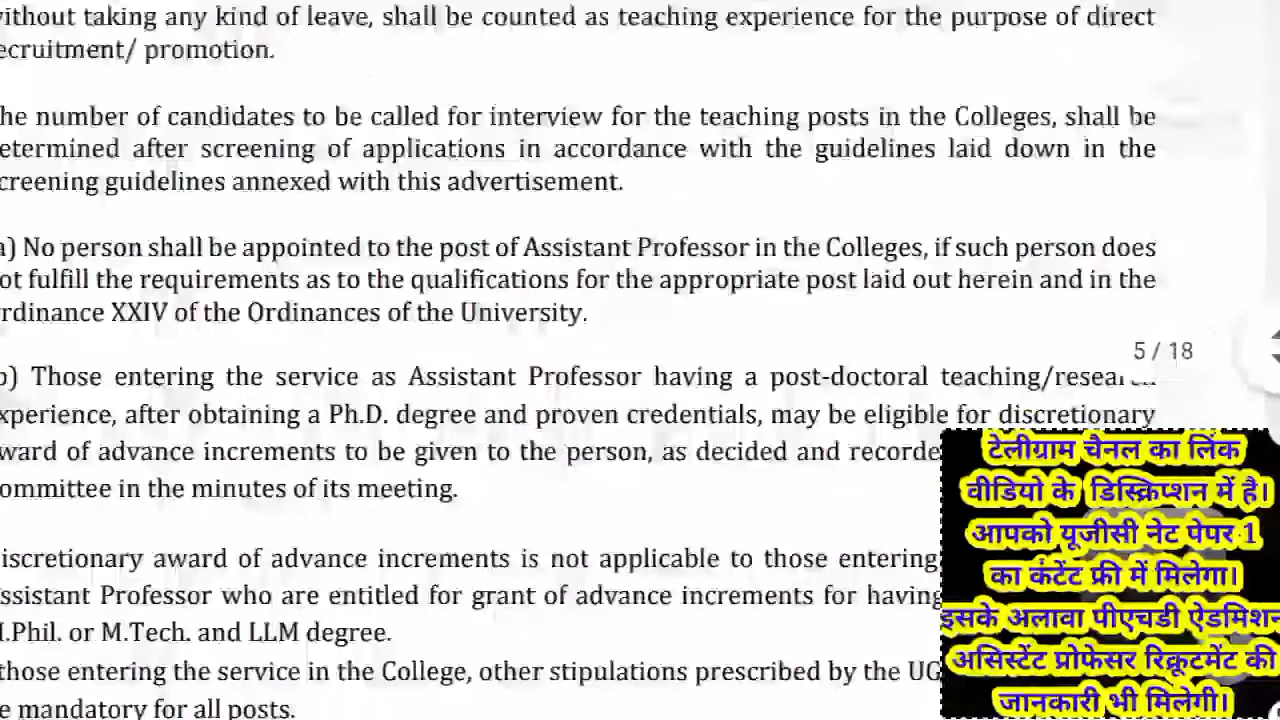 without taking any kind of leave, shall be counted as teaching experience for the purpose of direct
ecruitment/ promotion.
he number of candidates to be called for interview for the teaching posts in the Colleges, shall be
etermined after screening of applications in accordance with the guidelines laid down in the
creening guidelines annexed with this advertisement.
a) No person shall be appointed to the post of Assistant Professor in the Colleges, if such person does
ot fulfill the requirements as to the qualifications for the appropriate post laid out herein and in the
rdinance XXIV of the Ordinances of the University.
5 / 18
b) Those entering the service as Assistant Professor having a post-doctoral teaching/research
xperience, after obtaining a Ph.D. degree and proven credentials, may be eligible for discretionary
ward of advance increments to be given to the person, as decided and recorde
ommittee in the minutes of its meeting.
iscretionary award of advance increments is not applicable to those entering
ssistant Professor who are entitled for grant of advance increments for having
.Phil. or M.Tech. and LLM degree.
those entering the service in the College, other stipulations prescribed by the UG
e mandatory for all posts.
टेलीग्राम चैनल का लिंक
वीडियो के डिस्क्रिप्शन में है।
आपको यूजीसी नेट पेपर 1
का कंटेंट फ्री में मिलेगा।
इसके अलावा पीएचडी ऐडमिशन
असिस्टेंट प्रोफेसर रिक्रूटमेंट की
जानकारी भी मिलेगी।